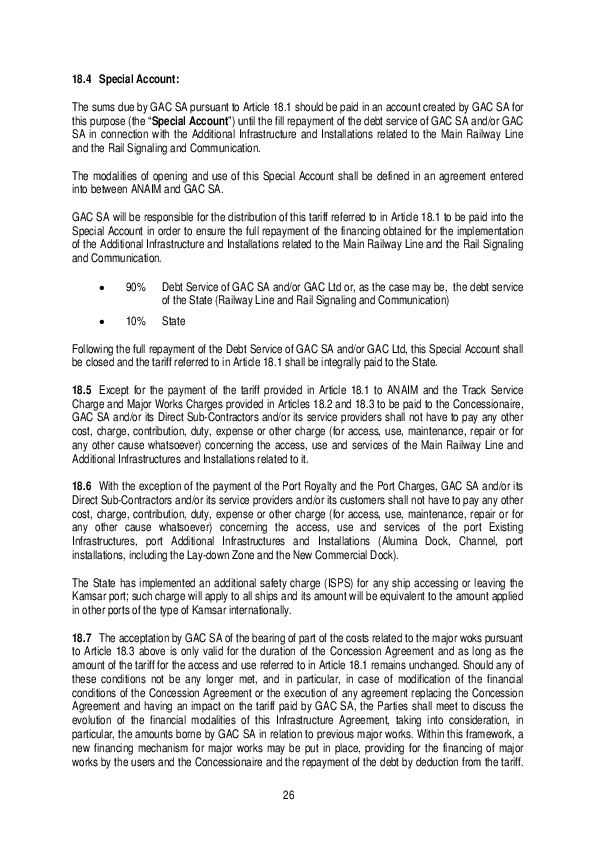 18.4 Special Account:
The sums due by GAC SA pursuant to Article 18.1 should be paid in an account created by GAC SA for
this purpose (the “Special Account”) until the fill repayment of the debt service of GAC SA and/or GAC
SA in connection with the Additional Infrastructure and Installations related to the Main Railway Line
and the Rail Signaling and Communication.
The modalities of opening and use of this Special Account shall be defined in an agreement entered
into between ANAIM and GAC SA.
GAC SA will be responsible for the distribution of this tariff referred to in Article 18.1 to be paid into the
Special Account in order to ensure the full repayment of the financing obtained for the implementation
of the Additional Infrastructure and Installations related to the Main Railway Line and the Rail Signaling
and Communication.
• 90% Debt Service of GAC SA and/or GAC Ltd or, as the case may be, the debt service
of the State (Railway Line and Rail Signaling and Communication)
• 10% State
Following the full repayment of the Debt Service of GAC SA and/or GAC Ltd, this Special Account shall
be closed and the tariff referred to in Article 18.1 shall be integrally paid to the State.
18.5 Except for the payment of the tariff provided in Article 18.1 to ANAIM and the Track Service
Charge and Major Works Charges provided in Articles 18.2 and 18.3 to be paid to the Concessionaire,
GAC SA and/or its Direct Sub-Contractors and/or its service providers shall not have to pay any other
cost, charge, contribution, duty, expense or other charge (for access, use, maintenance, repair or for
any other cause whatsoever) concerning the access, use and services of the Main Railway Line and
Additional Infrastructures and Installations related to it.
18.6 With the exception of the payment of the Port Royalty and the Port Charges, GAC SA and/or its
Direct Sub-Contractors and/or its service providers and/or its customers shall not have to pay any other
cost, charge, contribution, duty, expense or other charge (for access, use, maintenance, repair or for
any other cause whatsoever) concerning the access, use and services of the port Existing
Infrastructures, port Additional Infrastructures and Installations (Alumina Dock, Channel, port
installations, including the Lay-down Zone and the New Commercial Dock).
The State has implemented an additional safety charge (ISPS) for any ship accessing or leaving the
Kamsar port; such charge will apply to all ships and its amount will be equivalent to the amount applied
in other ports of the type of Kamsar internationally.
18.7 The acceptation by GAC SA of the bearing of part of the costs related to the major woks pursuant
to Article 18.3 above is only valid for the duration of the Concession Agreement and as long as the
amount of the tariff for the access and use referred to in Article 18.1 remains unchanged. Should any of
these conditions not be any longer met, and in particular, in case of modification of the financial
conditions of the Concession Agreement or the execution of any agreement replacing the Concession
Agreement and having an impact on the tariff paid by GAC SA, the Parties shall meet to discuss the
evolution of the financial modalities of this Infrastructure Agreement, taking into consideration, in
particular, the amounts borne by GAC SA in relation to previous major works. Within this framework, a
new financing mechanism for major works may be put in place, providing for the financing of major
works by the users and the Concessionaire and the repayment of the debt by deduction from the tariff.
26